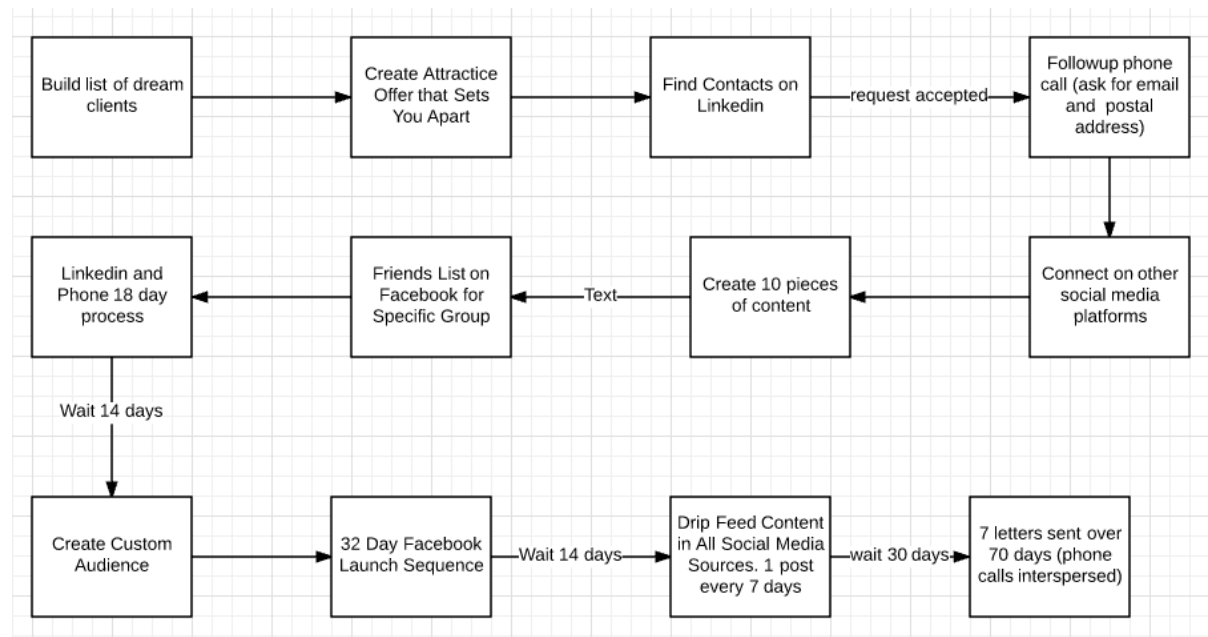 Build list of dream
clients
Create Attractice
Offer that Sets
You Apart
Find Contacts on
Linkedin
request accepted
Followup phone
call (ask for email
and postal
address)
Linkedin and
Phone 18 day
process
Friends List on
Facebook for
Specific Group
Text
Create 10 pieces
of content
Connect on other
social media
platforms
Wait 14 days
Create Custom
Audience
32 Day Facebook
Launch Sequence
Wait 14 days
Drip Feed Content
in All Social Media
Sources. 1 post
every 7 days
wait 30 days
7 letters sent over
70 days (phone
calls interspersed)